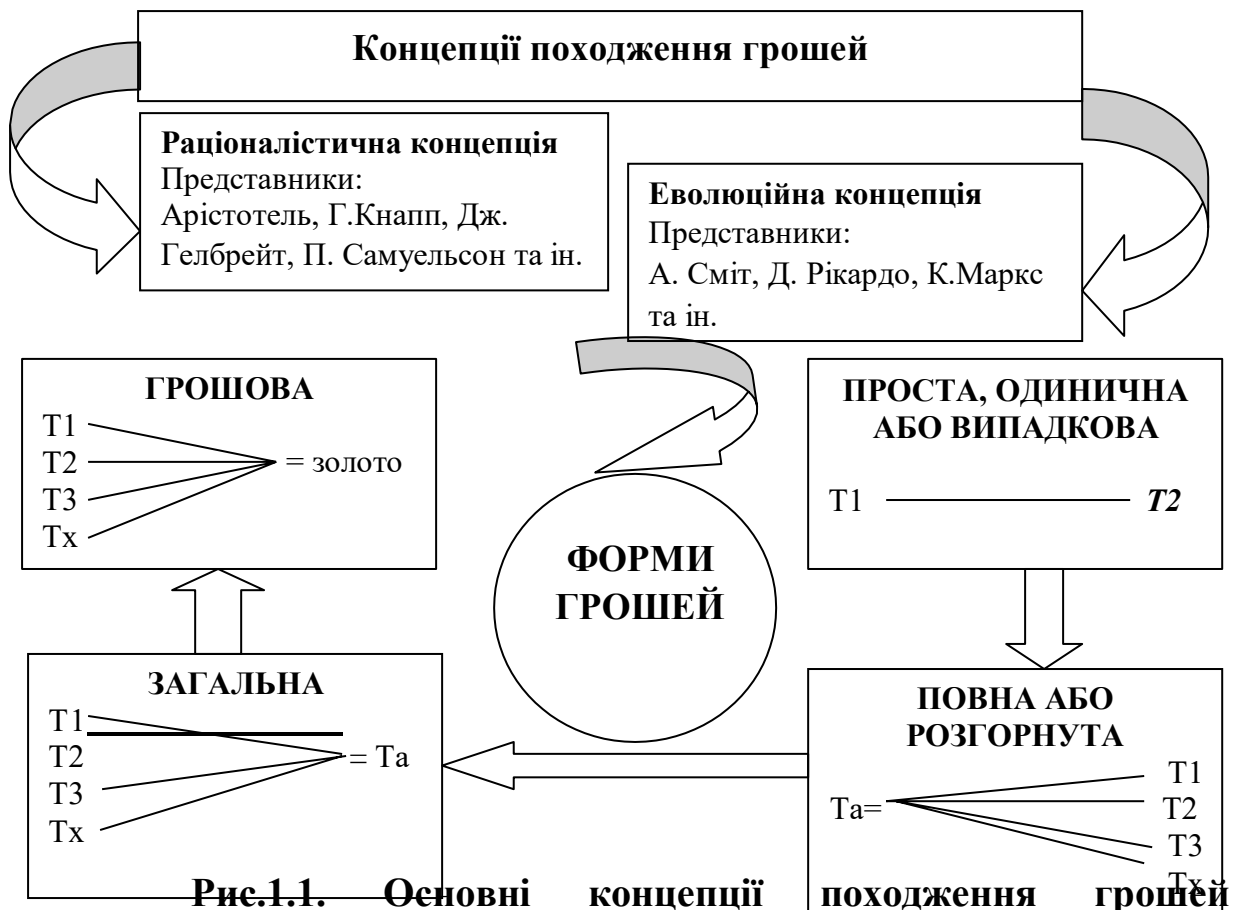 Концепції походження грошей
Раціоналістична концепція
Представники:
Арістотель, Г.Кнапп, Дж.
Гелбрейт, П. Самуельсон та ін.
Еволюційна концепція
Представники:
А. Сміт, Д. Рікардо, К.Маркс
та ін.
ГРОШОВА
Т1
Т2
Т3
Тх
= золото
ПРОСТА, ОДИНИЧНА
АБО ВИПАДКОВА
Т1
Т2
ФОРМИ
ГРОШЕЙ
ЗАГАЛЬНА
Т1
Т2
Т3
Тх
= Та
ПОВНА АБО
РОЗГОРНУТА
Та=
Т1
Т2
Т3
Тх
Рис.1.1. Основні концепції походження грошей